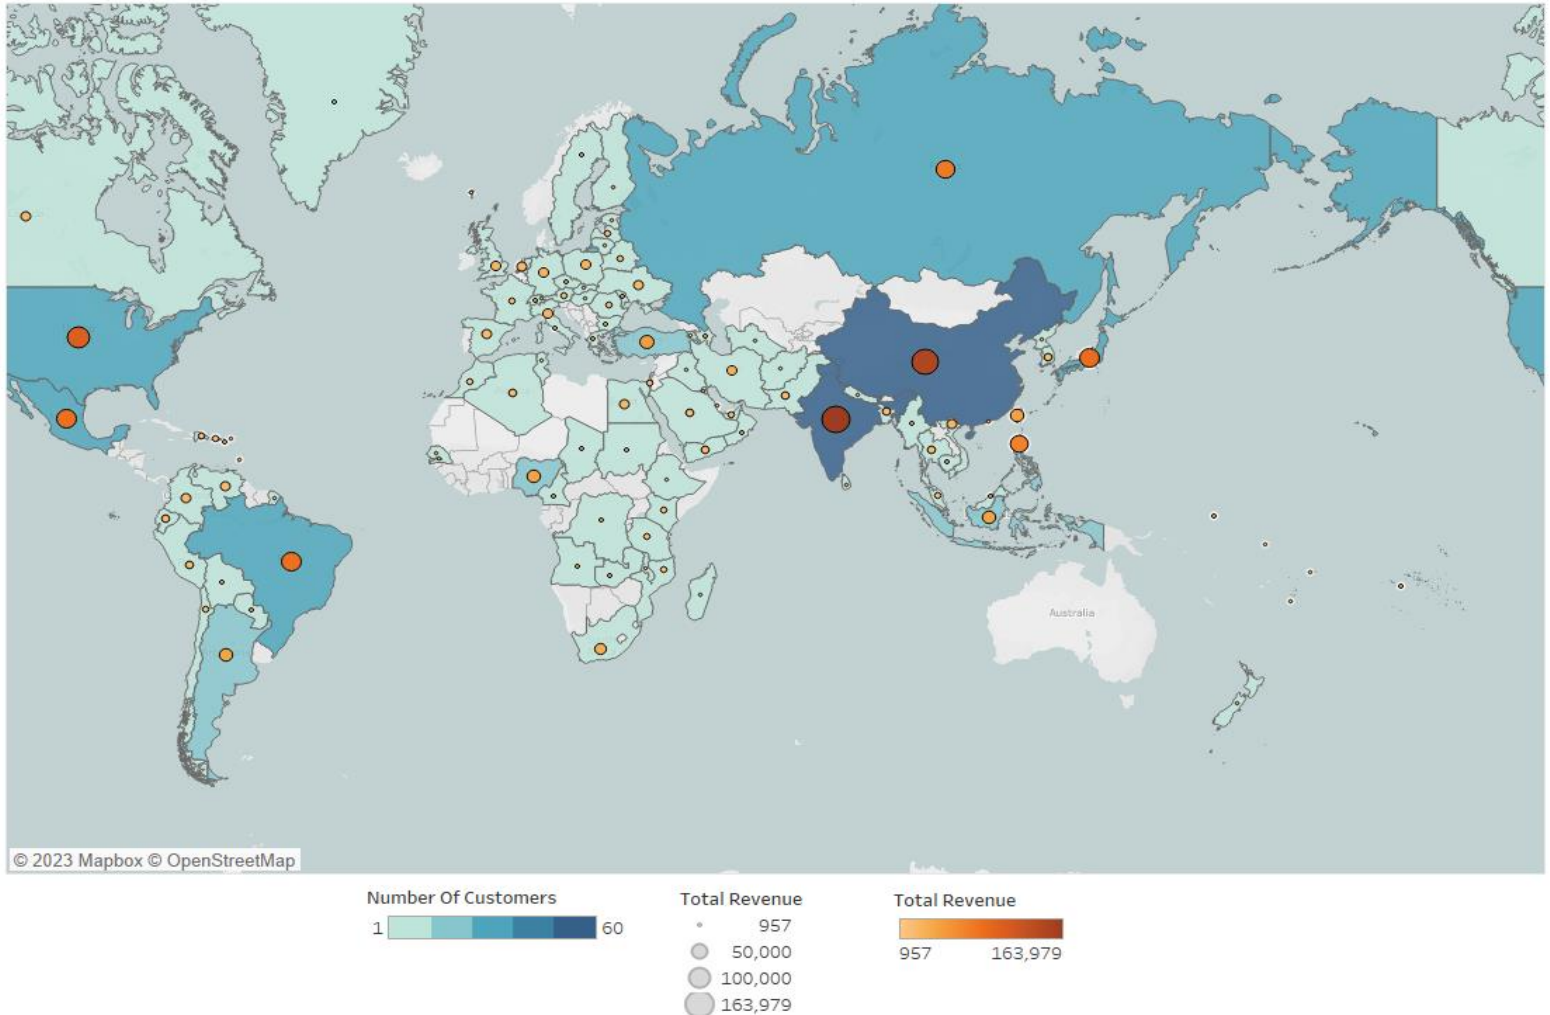 Australia
© 2023 Mapbox © OpenStreetMap
Number Of Customers
1 60
Total Revenue
957
50,000
100,000
163,979
Total Revenue
957 163,979